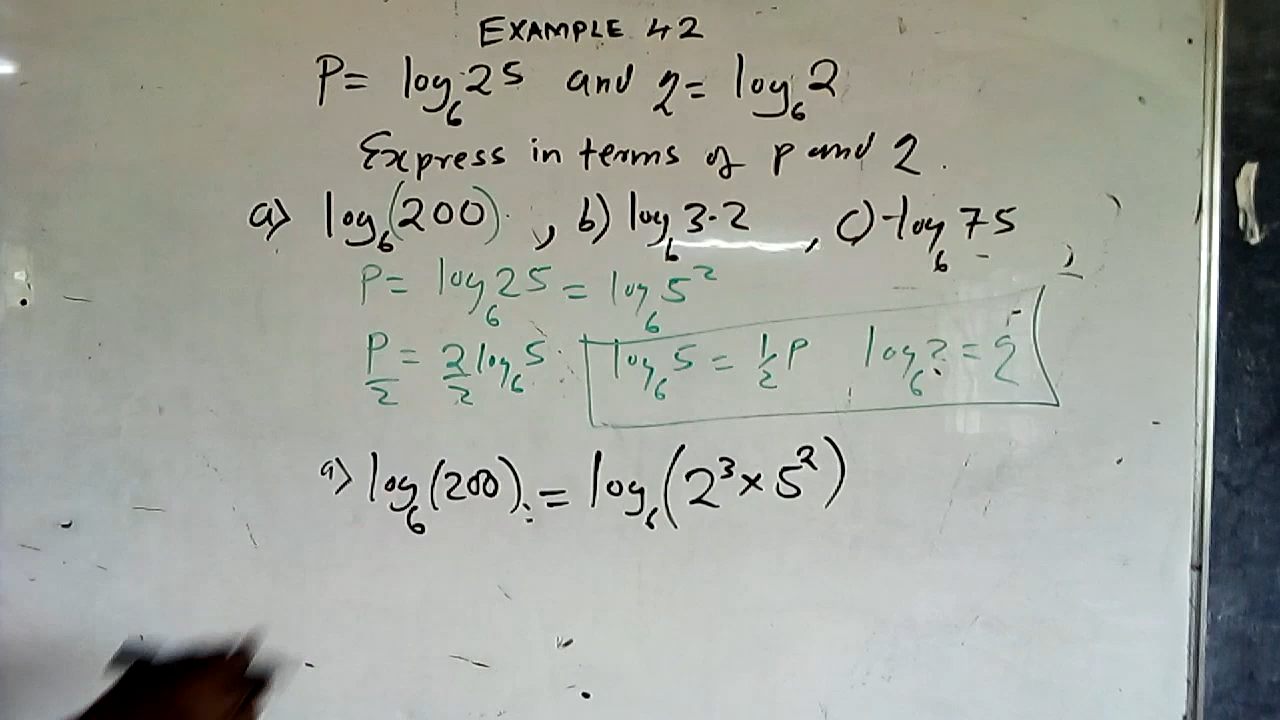 EXAMPLE 42
P = log₆25 and q = log₆2
Express in terms of p and q.
a) log₆(200), b) log₆3.2, c) log₆75
P = log₆25 = log₆5²
P/2 = 2/2 log₆5 log₆5 = 1/2 P log₆2 = q
a) log₆(200) = log₆(2³ × 5²)